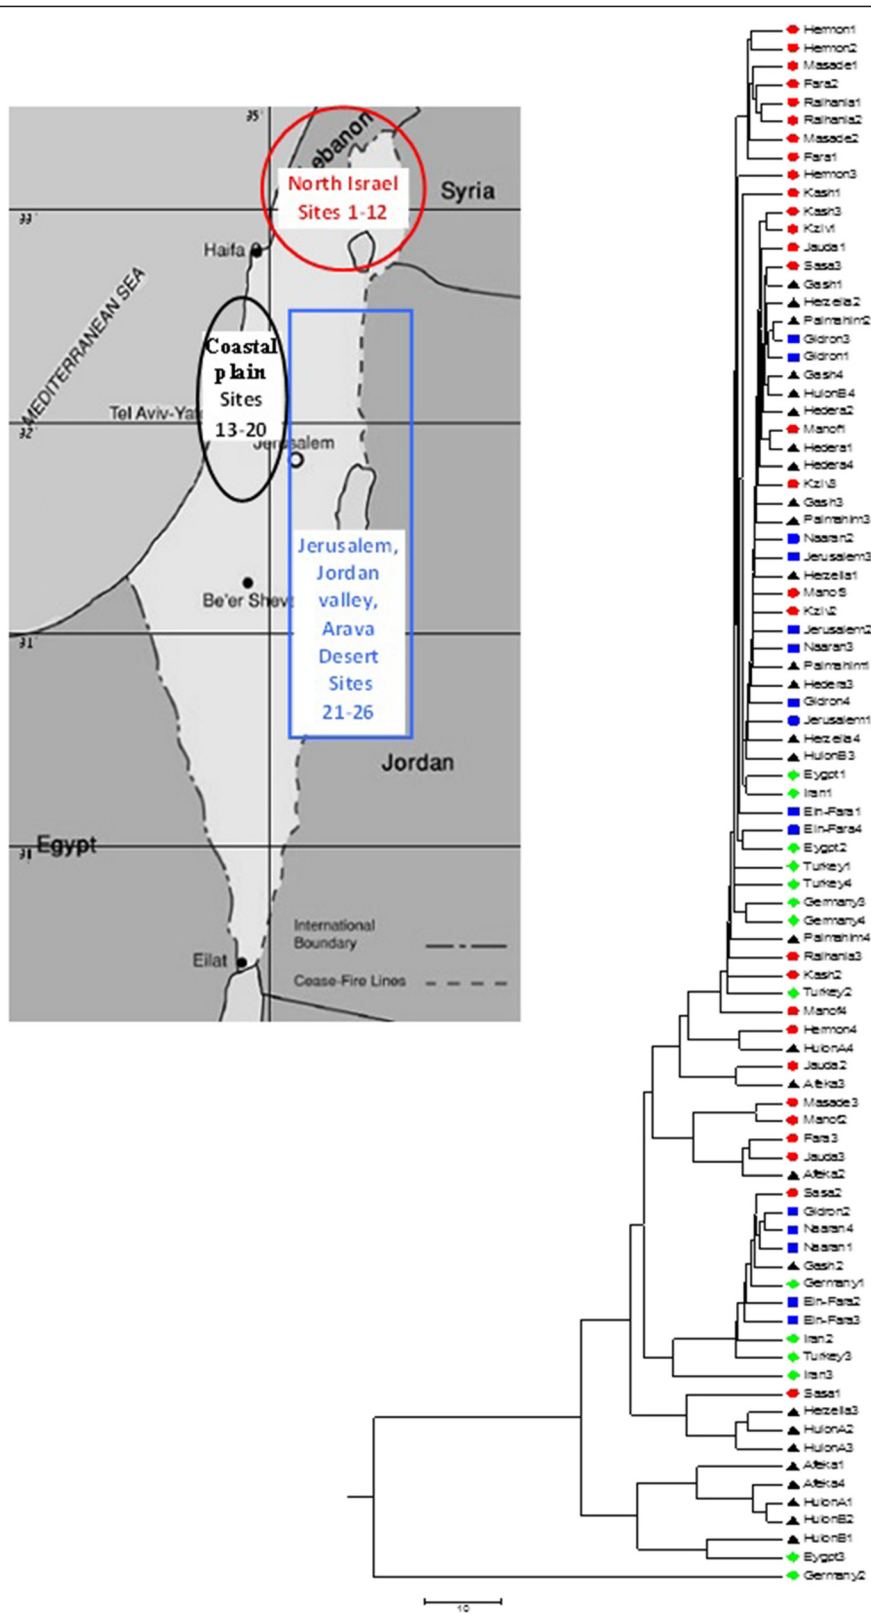 35'
Lebanon
North Israel
Sites 1-12
Syria
33'
Haifa
MEDITERRANEAN SEA
Coastal
plain
Sites
13-20
Tel Aviv-Yafo
32'
Jerusalem
Jerusalem,
Jordan
valley,
Arava
Desert
Sites
21-26
Be'er Sheva
31'
Jordan
Egypt
International
Boundary
Eilat
Cease-Fire Lines
Hermon1
Hermon2
Masade1
Fara2
Raihania1
Raihania2
Masade2
Fara1
Hermon3
Kash1
Kash3
Kziv1
Jauda1
Sasa3
Gash1
Herzelia2
Palmahim2
Gidron3
Gidron1
Gash4
HulonB4
Hedera2
Manof1
Hedera1
Hedera4
Kziv3
Gash3
Palmahim3
Naaran2
Jerusalem3
Herzelia1
Manof3
Kziv2
Jerusalem2
Naaran3
Palmahim1
Hedera3
Gidron4
Jerusalem1
Herzelia4
HulonB3
Eygpt1
Iran1
Ein-Fara1
Ein-Fara4
Eygpt2
Turkey1
Turkey4
Germany3
Germany4
Palmahim4
Raihania3
Kash2
Turkey2
Manof4
Hermon4
HulonA4
Jauda2
Afeka3
Masade3
Manof2
Fara3
Jauda3
Afeka2
Sasa2
Gidron2
Naaran4
Naaran1
Gash2
Germany1
Ein-Fara2
Ein-Fara3
Iran2
Turkey3
Iran3
Sasa1
Herzelia3
HulonA2
HulonA3
Afeka1
Afeka4
HulonA1
HulonB2
HulonB1
Eygpt3
Germany2
10